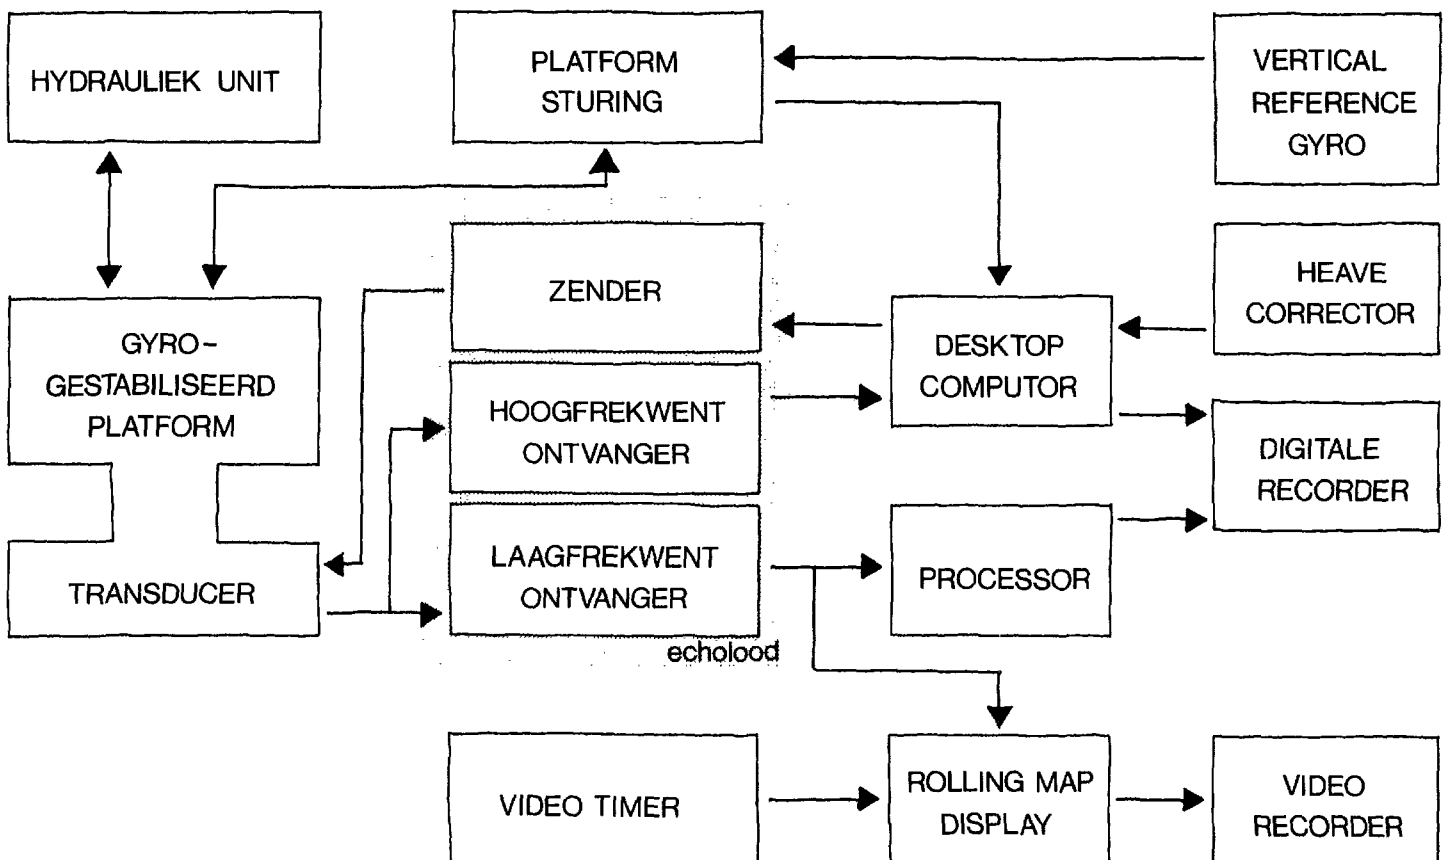 HYDRAULIEK UNIT
PLATFORM
STURING
VERTICAL
REFERENCE
GYRO
ZENDER
HEAVE
CORRECTOR
GYRO-
GESTABILISEERD
PLATFORM
DESKTOP
COMPUTOR
HOOGFREKWENT
ONTVANGER
DIGITALE
RECORDER
LAAGFREKWENT
ONTVANGER
PROCESSOR
TRANSDUCER
echolood
VIDEO TIMER
ROLLING MAP
DISPLAY
VIDEO
RECORDER